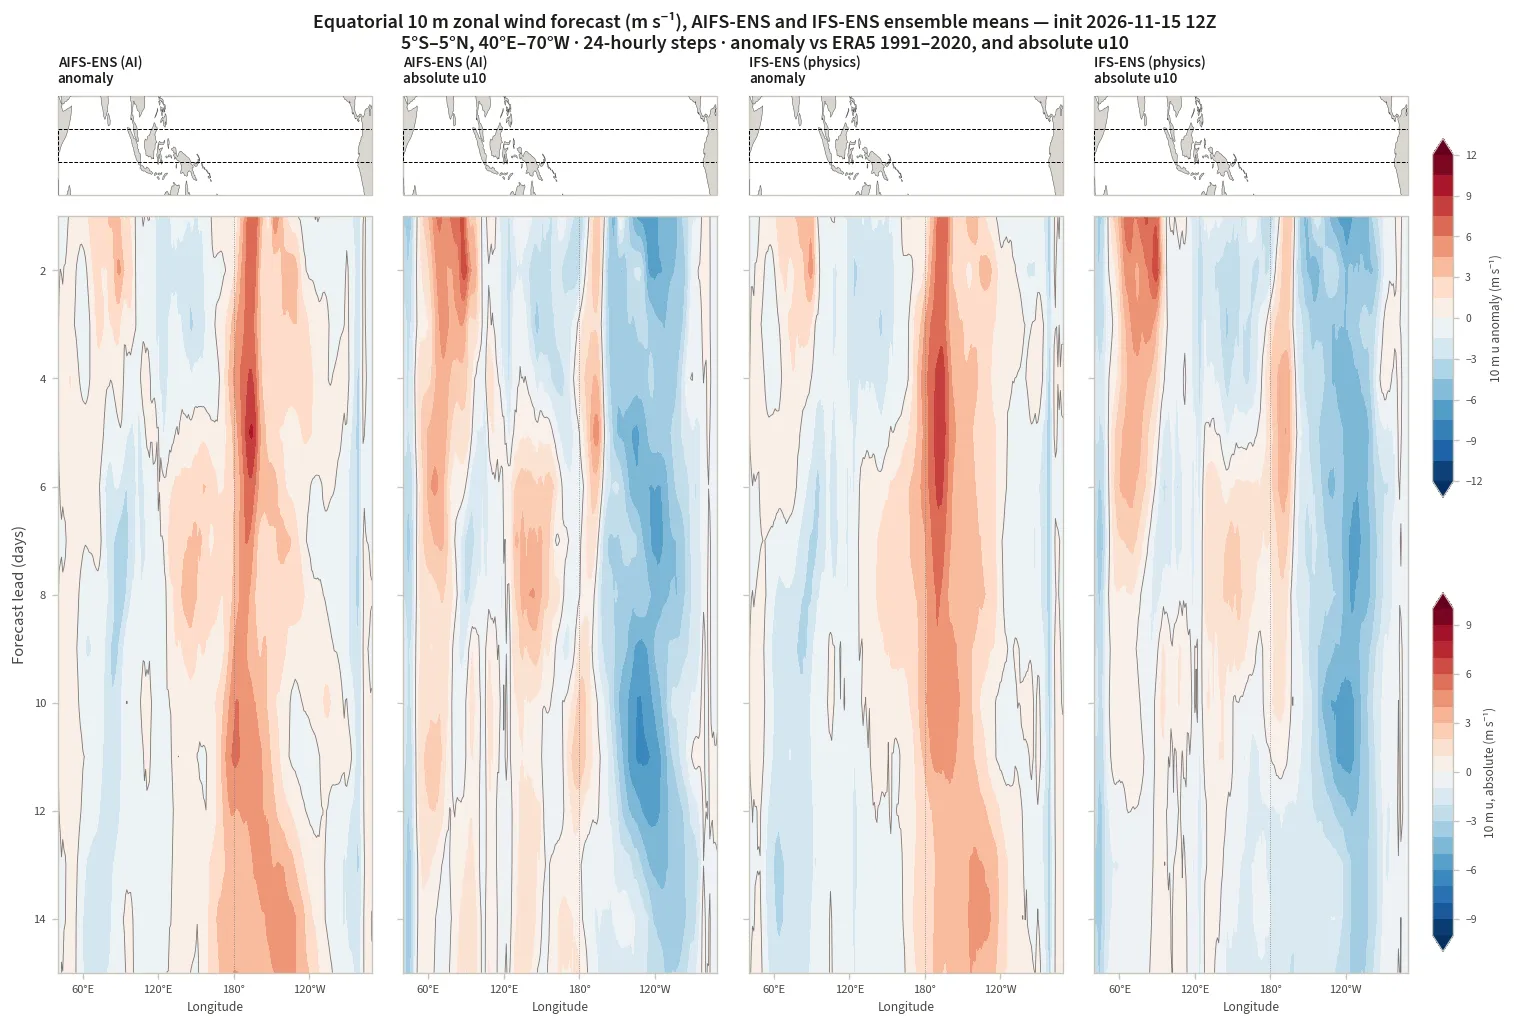 Equatorial 10 m zonal wind forecast (m s⁻¹), AIFS-ENS and IFS-ENS ensemble means — init 2026-11-15 12Z
5°S–5°N, 40°E–70°W · 24-hourly steps · anomaly vs ERA5 1991–2020, and absolute u10
AIFS-ENS (AI)
anomaly
AIFS-ENS (AI)
absolute u10
IFS-ENS (physics)
anomaly
IFS-ENS (physics)
absolute u10
Forecast lead (days)
2
4
6
8
10
12
14
60°E 120°E 180° 120°W
Longitude
60°E 120°E 180° 120°W
Longitude
60°E 120°E 180° 120°W
Longitude
60°E 120°E 180° 120°W
Longitude
12
9
6
3
0
−3
−6
−9
−12
10 m u anomaly (m s⁻¹)
9
6
3
0
−3
−6
−9
10 m u, absolute (m s⁻¹)